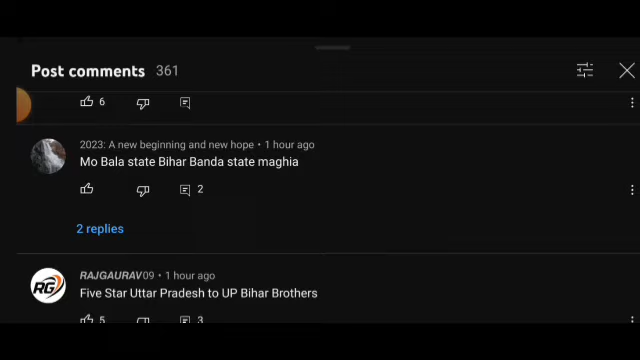 Post comments 361
6
2023: A new beginning and new hope • 1 hour ago
Mo Bala state Bihar Banda state maghia
2
2 replies
RG
RAJGAURAV09 • 1 hour ago
Five Star Uttar Pradesh to UP Bihar Brothers
5 3